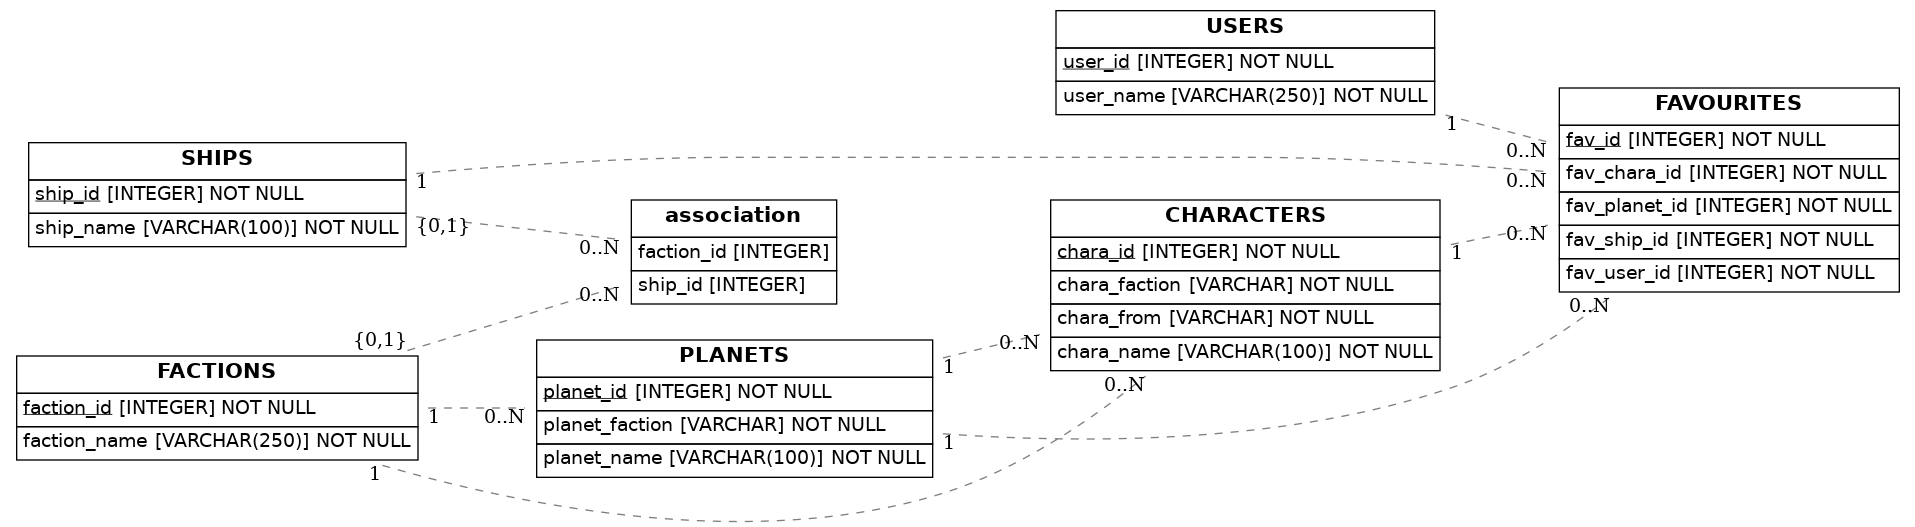 USERS
user_id [INTEGER] NOT NULL
user_name [VARCHAR(250)] NOT NULL
1
0..N
FAVOURITES
fav_id [INTEGER] NOT NULL
fav_chara_id [INTEGER] NOT NULL
fav_planet_id [INTEGER] NOT NULL
fav_ship_id [INTEGER] NOT NULL
fav_user_id [INTEGER] NOT NULL
SHIPS
ship_id [INTEGER] NOT NULL
ship_name [VARCHAR(100)] NOT NULL
1
0..N
{0,1}
0..N
association
faction_id [INTEGER]
ship_id [INTEGER]
0..N
{0,1}
CHARACTERS
chara_id [INTEGER] NOT NULL
chara_faction [VARCHAR] NOT NULL
chara_from [VARCHAR] NOT NULL
chara_name [VARCHAR(100)] NOT NULL
1
0..N
0..N
FACTIONS
faction_id [INTEGER] NOT NULL
faction_name [VARCHAR(250)] NOT NULL
1
0..N
1
PLANETS
planet_id [INTEGER] NOT NULL
planet_faction [VARCHAR] NOT NULL
planet_name [VARCHAR(100)] NOT NULL
1
0..N
1
0..N